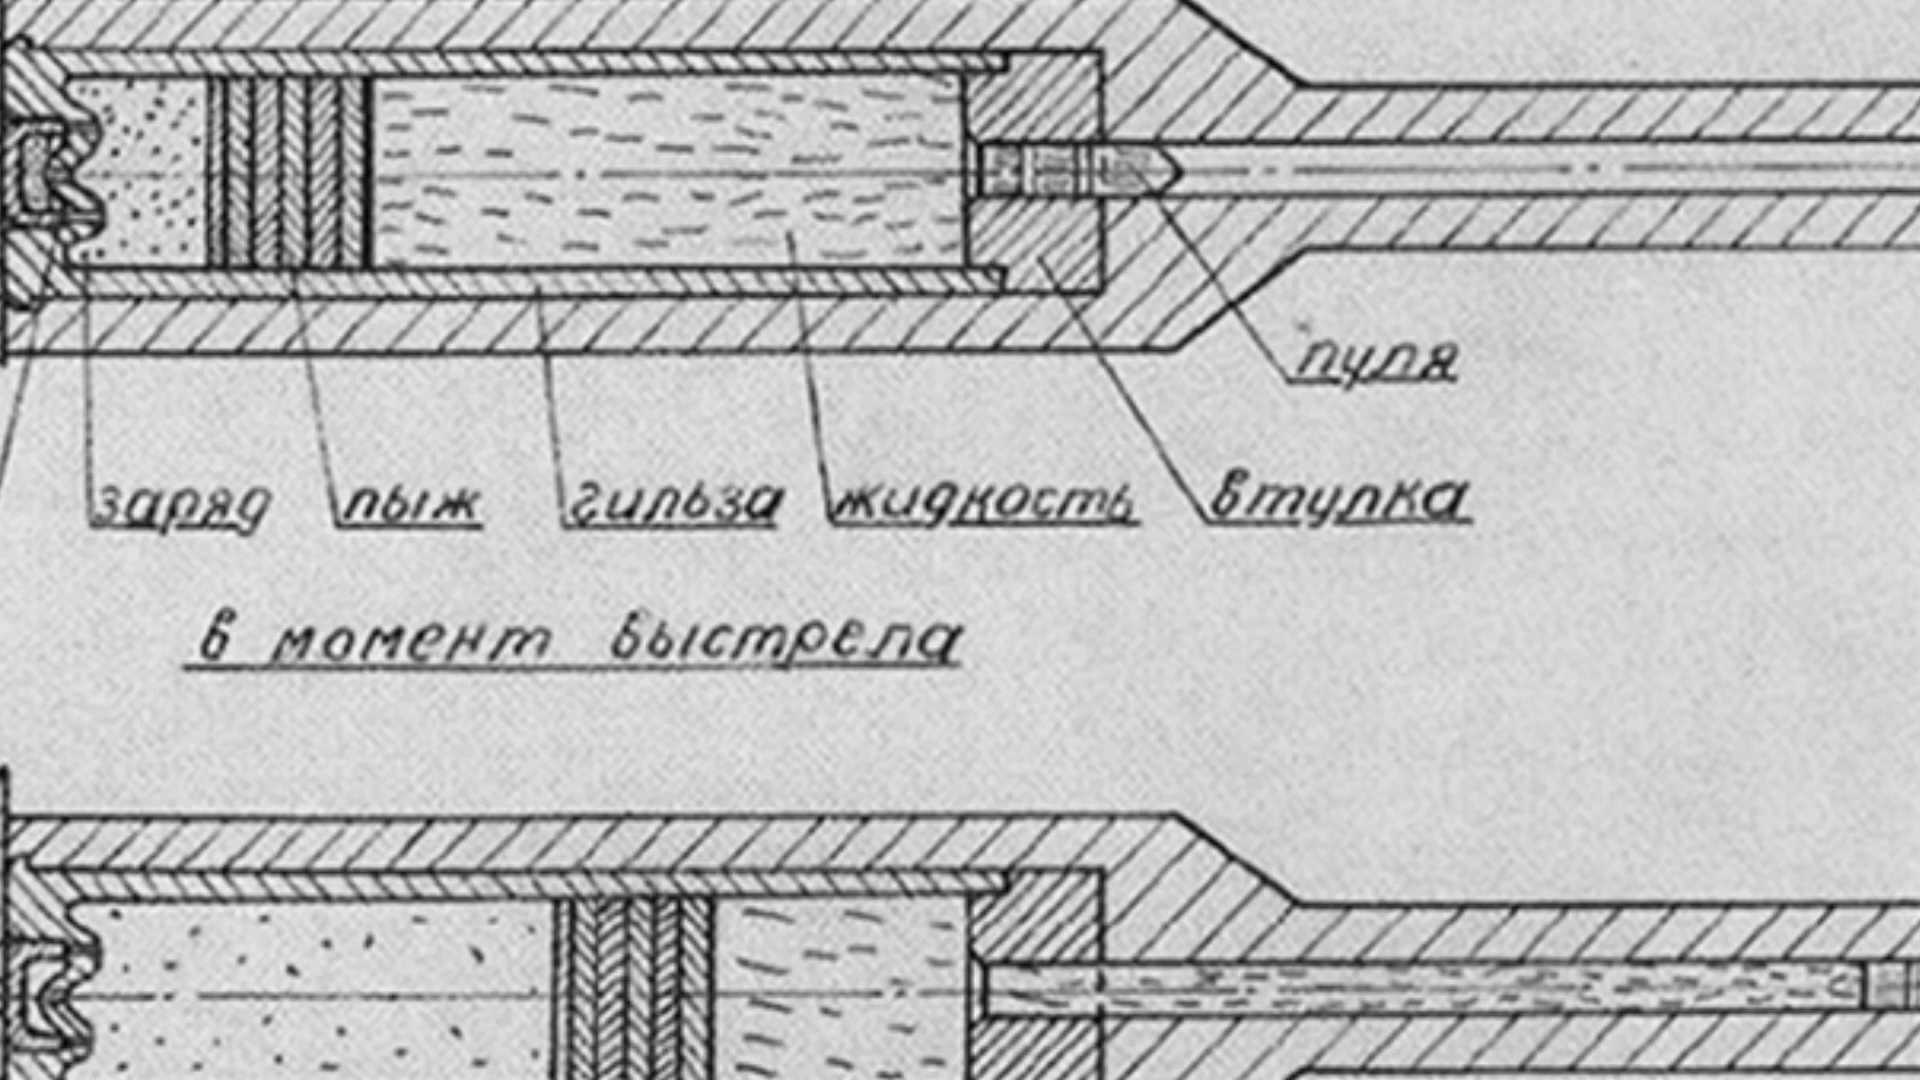 пуля
заряд пыж гильза жидкость втулка
в момент выстрела